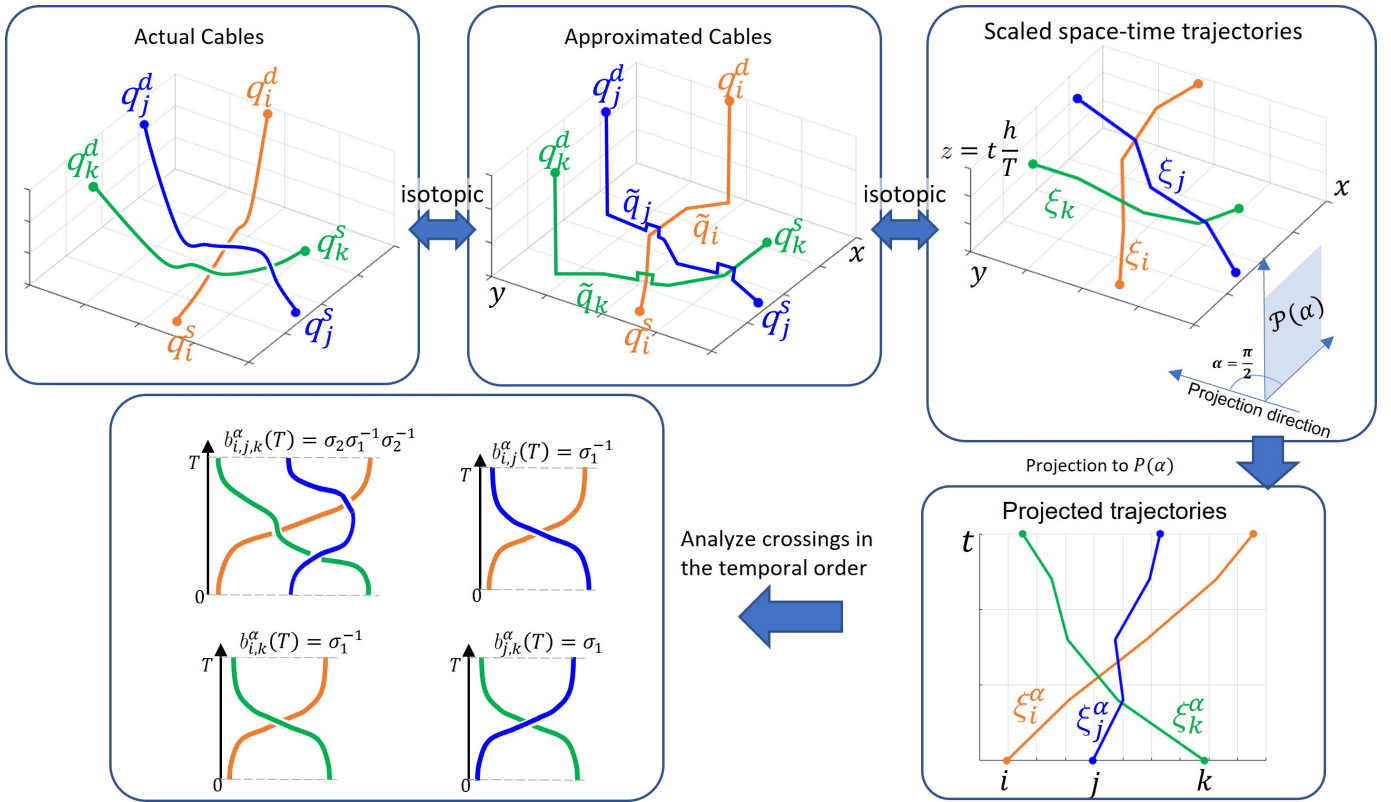 Actual Cables
q_j^d
q_i^d
q_k^d
q_k^s
q_j^s
q_i^s
isotopic
Approximated Cables
q_j^d
q_i^d
q_k^d
q̃_j
q̃_i
q_k^s
x
y
q̃_k
q_i^s
q_j^s
isotopic
Scaled space-time trajectories
z = t h/T
ξ_j
ξ_k
x
ξ_i
y
𝒫(α)
α = π/2
Projection direction
Projection to P(α)
Projected trajectories
t
ξ_i^α
ξ_j^α
ξ_k^α
i
j
k
Analyze crossings in
the temporal order
b_{i,j,k}^α(T) = σ_2σ_1^{-1}σ_2^{-1}
T
0
b_{i,j}^α(T) = σ_1^{-1}
T
0
b_{i,k}^α(T) = σ_1^{-1}
T
0
b_{j,k}^α(T) = σ_1
T
0